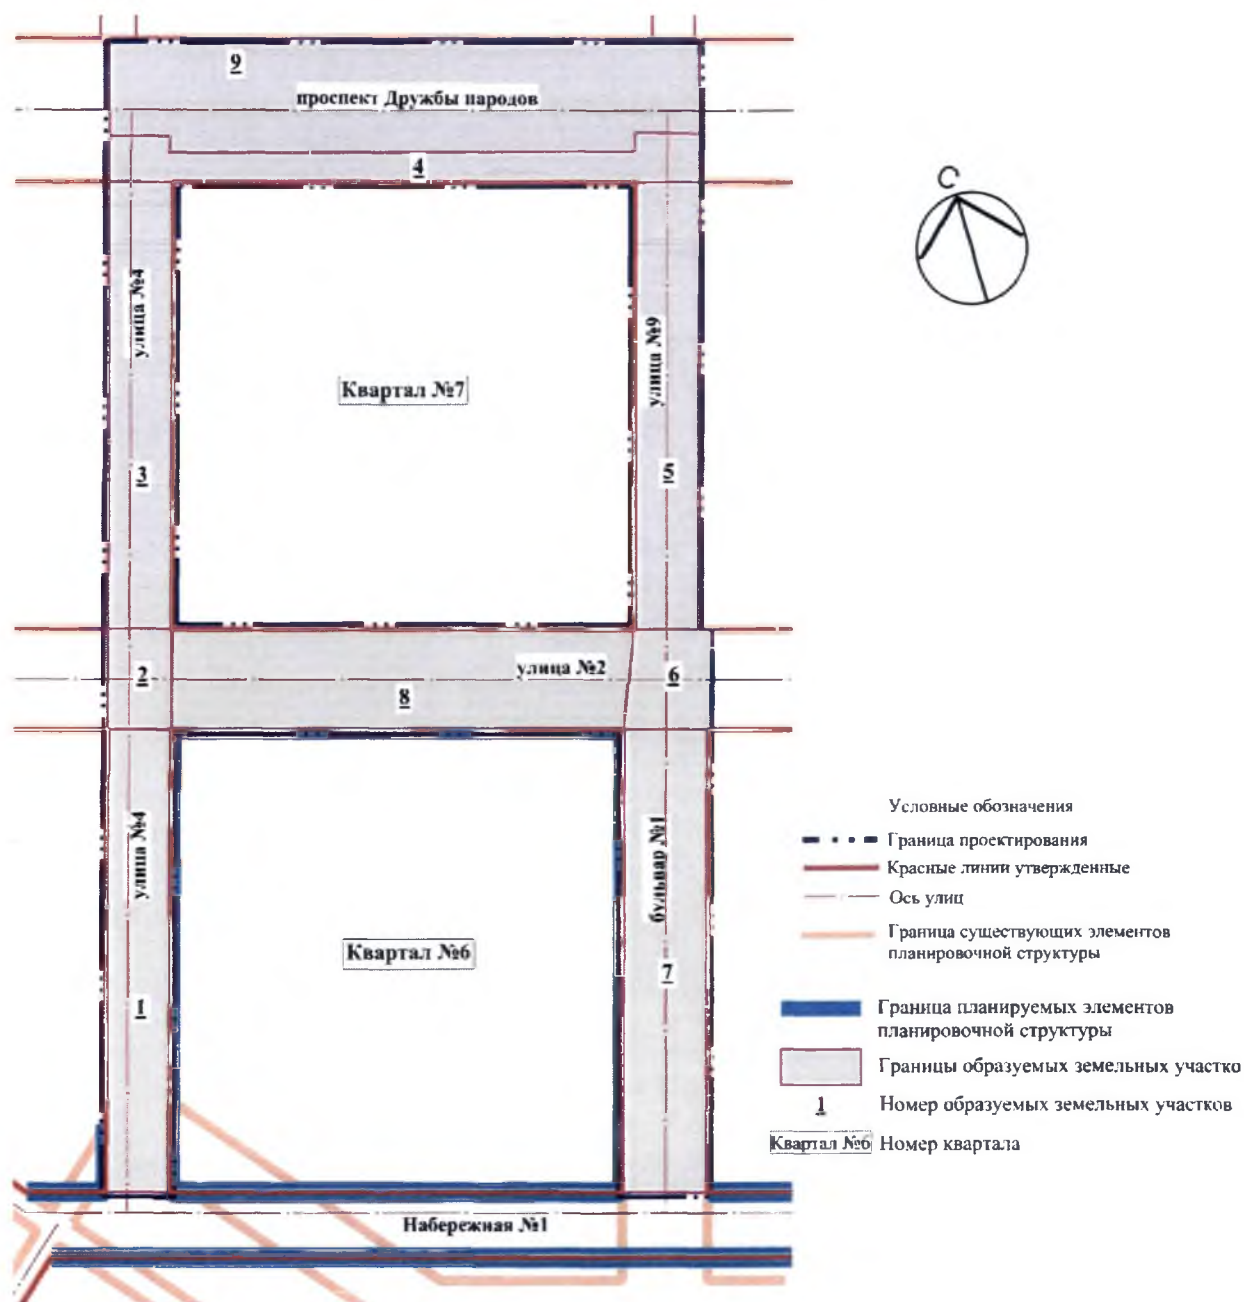 9
проспект Дружбы народов
4
С
улица №4
улица №9
Квартал №7
3
5
2
улица №2
6
8
улица №4
бульвар №1
Квартал №6
7
1
Набережная №1
Условные обозначения
Граница проектирования
Красные линии утвержденные
Ось улиц
Граница существующих элементов
планировочной структуры
Граница планируемых элементов
планировочной структуры
Границы образуемых земельных участко
1 Номер образуемых земельных участков
Квартал №6 Номер квартала